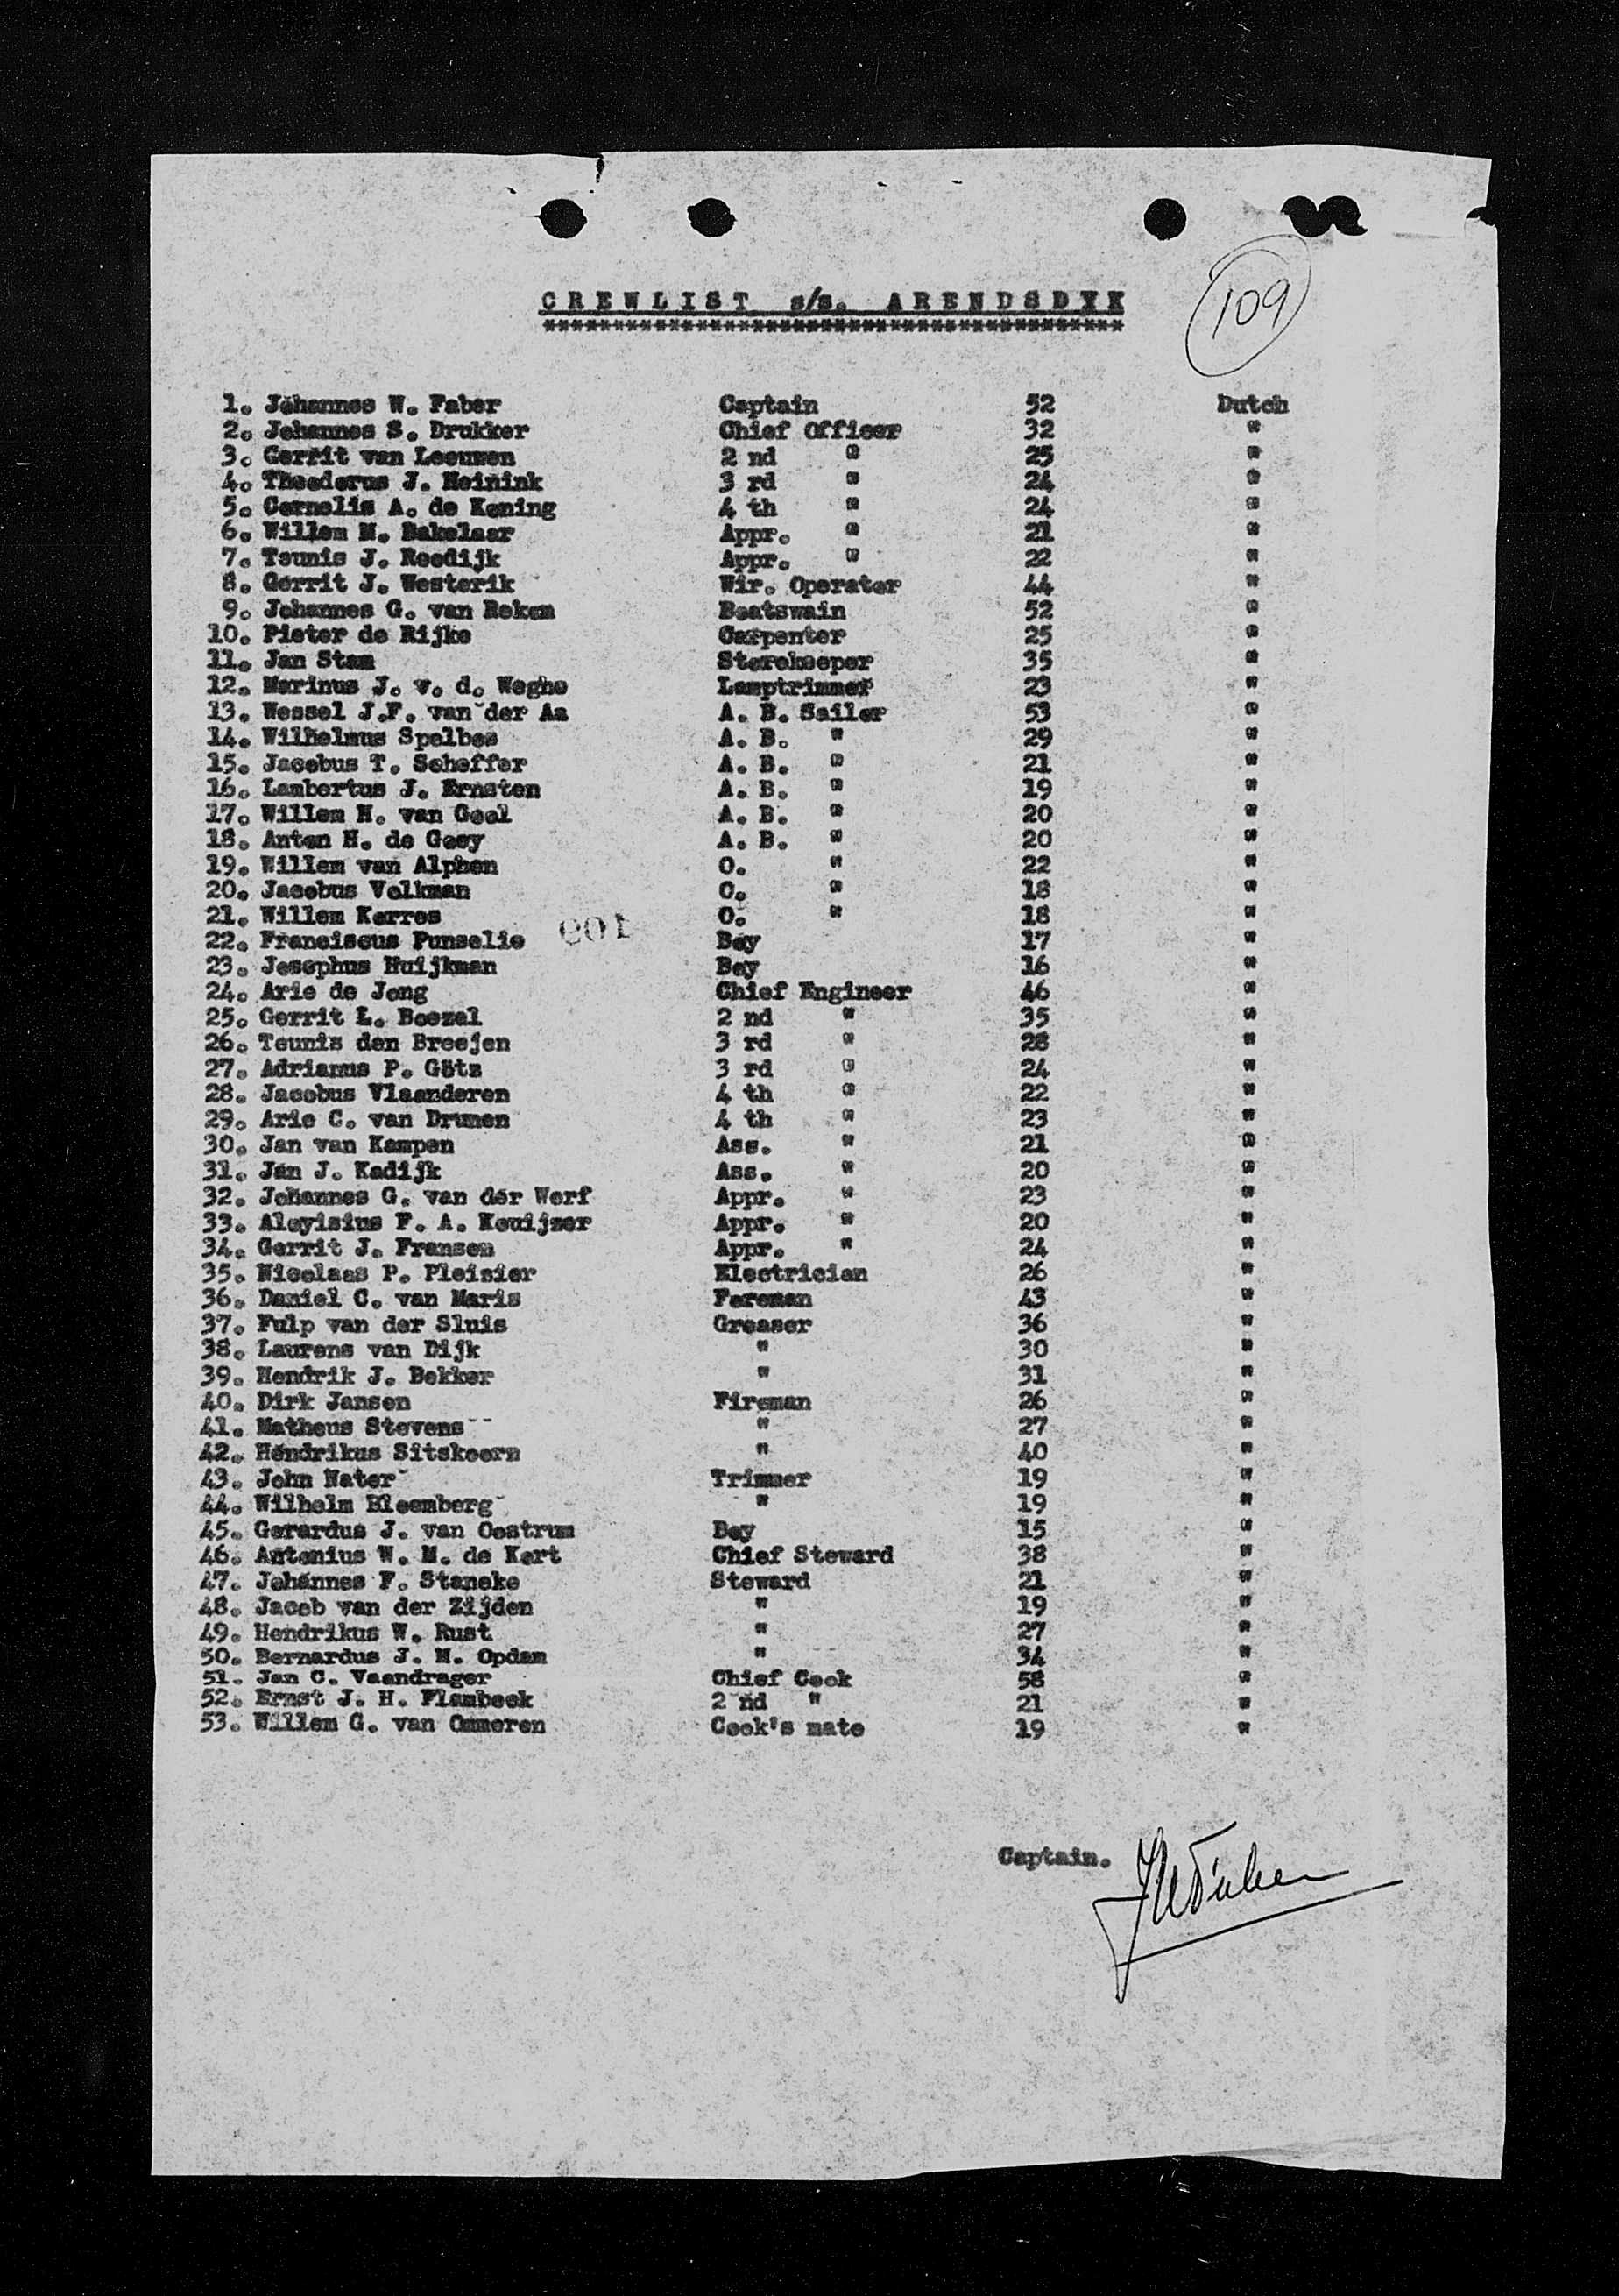 CREWLIST s/s. ARENDSDYK
******************************************
109
1. Johannes W. Faber Captain 52 Dutch
2. Johannes S. Drukker Chief Officer 32 "
3. Gerrit van Leeuwen 2 nd " 25 "
4. Theodorus J. Heinink 3 rd " 24 "
5. Cornelis A. de Koning 4 th " 24 "
6. Willem M. Bakelaar Appr. " 21 "
7. Teunis J. Roodijk Appr. " 22 "
8. Gerrit J. Westerik Wir. Operator 44 "
9. Johannes G. van Reken Boatswain 52 "
10. Pieter de Rijke Carpenter 25 "
11. Jan Stam Storekeeper 35 "
12. Marinus J. v. d. Weghe Lamptrimmer 23 "
13. Wessel J.F. van der Aa A. B. Sailor 53 "
14. Wilhelmus Spolbos A. B. " 29 "
15. Jacobus T. Scheffer A. B. " 21 "
16. Lambertus J. Ernsten A. B. " 19 "
17. Willem H. van Gool A. B. " 20 "
18. Anton H. de Gooy A. B. " 20 "
19. Willem van Alphen O. " 22 "
20. Jacobus Volkman O. " 18 "
21. Willem Kerres O. " 18 "
22. Franciscus Punselie Boy 17 "
23. Josephus Huijkman Boy 16 "
24. Arie de Jong Chief Engineer 46 "
25. Gerrit L. Boezel 2 nd " 35 "
26. Teunis den Breejen 3 rd " 28 "
27. Adrianus P. Götz 3 rd " 24 "
28. Jacobus Vlaanderen 4 th " 22 "
29. Arie C. van Drunen 4 th " 23 "
30. Jan van Kampen Ass. " 21 "
31. Jan J. Kadijk Ass. " 20 "
32. Johannes G. van der Werf Appr. " 23 "
33. Aloyisius F. A. Kouijzer Appr. " 20 "
34. Gerrit J. Fransen Appr. " 24 "
35. Nicolaas P. Pleizier Electrician 26 "
36. Daniel C. van Maris Foreman 43 "
37. Fulp van der Sluis Greaser 36 "
38. Laurens van Dijk " 30 "
39. Hendrik J. Bekker " 31 "
40. Dirk Jansen Fireman 26 "
41. Matheus Stevens " 27 "
42. Hendrikus Sitskoorn " 40 "
43. John Nater Trimmer 19 "
44. Wilhelm Bloemberg " 19 "
45. Gerardus J. van Oostrum Boy 15 "
46. Antonius W. M. de Kort Chief Steward 38 "
47. Johannes F. Staneke Steward 21 "
48. Jacob van der Zijden " 19 "
49. Hendrikus W. Rust " 27 "
50. Bernardus J. M. Opdam " 34 "
51. Jan C. Vaandrager Chief Cook 58 "
52. Ernst J. H. Flambeek 2 nd " 21 "
53. Willem G. van Ommeren Cook's mate 19 "
Captain. JWFaber